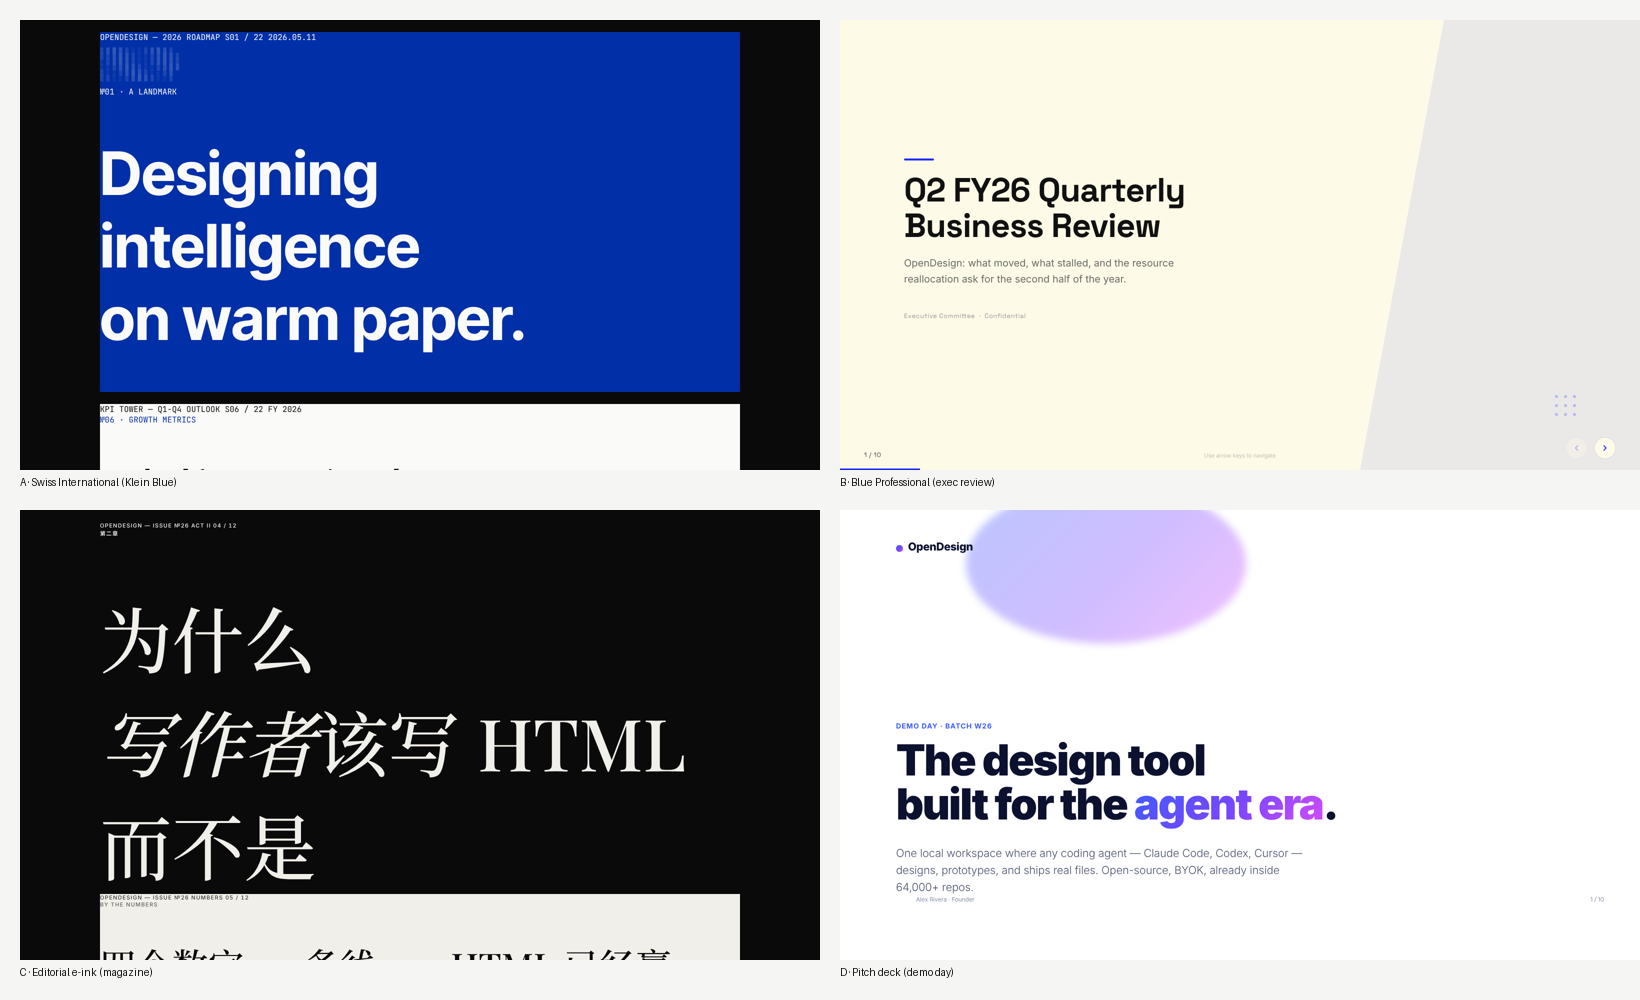 OPENDESIGN — 2026 ROADMAP S01 / 22 2026.05.11
№01 · A LANDMARK
Designing
intelligence
on warm paper.
KPI TOWER — Q1-Q4 OUTLOOK S06 / 22 FY 2026
№06 · GROWTH METRICS
A · Swiss International (Klein Blue)
Q2 FY26 Quarterly
Business Review
OpenDesign: what moved, what stalled, and the resource
reallocation ask for the second half of the year.
Executive Committee · Confidential
1 / 10
Use arrow keys to navigate
B · Blue Professional (exec review)
OPENDESIGN — ISSUE №26 ACT II 04 / 12
第二章
为什么
写作者该写 HTML
而不是
OPENDESIGN — ISSUE №26 NUMBERS 05 / 12
BY THE NUMBERS
C · Editorial e-ink (magazine)
OpenDesign
DEMO DAY · BATCH W26
The design tool
built for the agent era.
One local workspace where any coding agent — Claude Code, Codex, Cursor —
designs, prototypes, and ships real files. Open-source, BYOK, already inside
64,000+ repos.
Alex Rivera · Founder
1 / 10
D · Pitch deck (demo day)